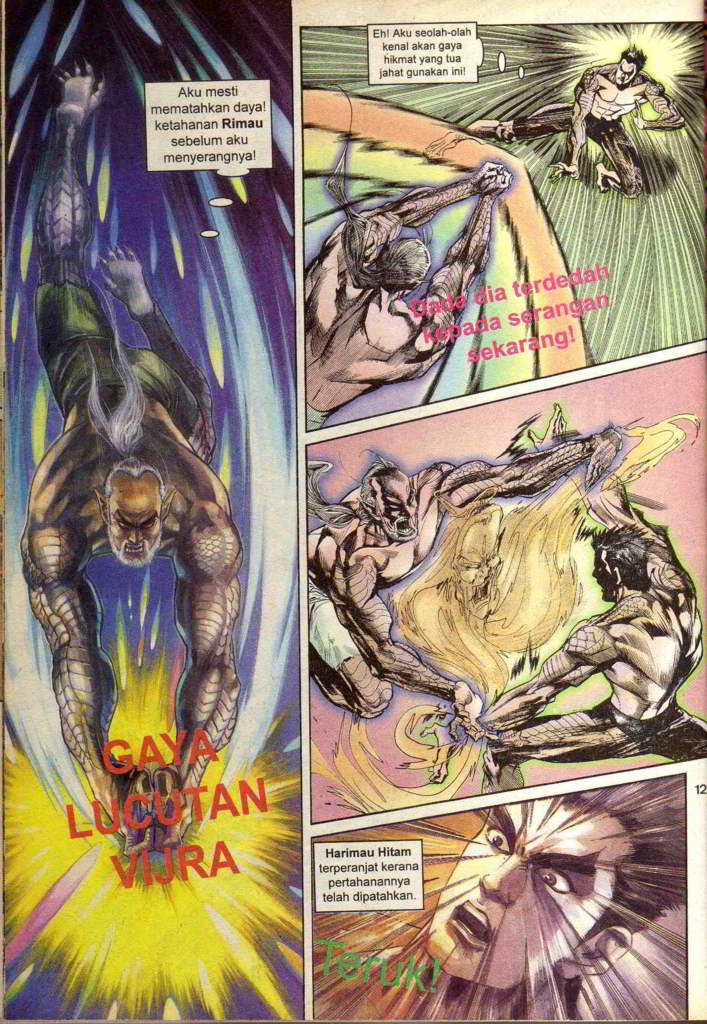 Aku mesti
mematahkan daya!
ketahanan Rimau
sebelum aku
menyerangnya!
GAYA
LUCUTAN
VIJRA
Eh! Aku seolah-olah
kenal akan gaya
hikmat yang tua
jahat gunakan ini!
Dada dia terdedah
kepada serangan
sekarang!
12
Harimau Hitam
terperanjat kerana
pertahanannya
telah dipatahkan.
Teruk!